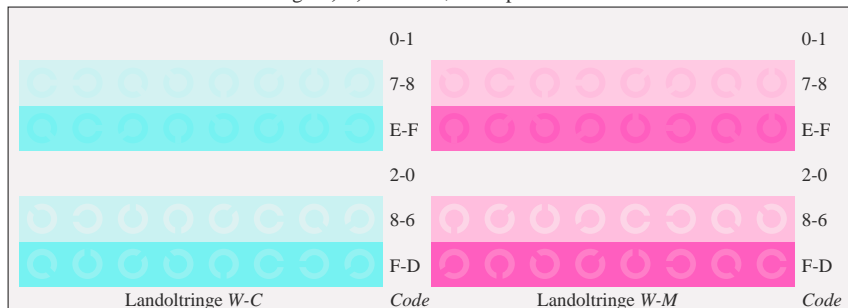 0-1 0-1
7-8 7-8
E-F E-F
2-0 2-0
8-6 8-6
F-D F-D
Landoltringe W-C Code Landoltringe W-M Code